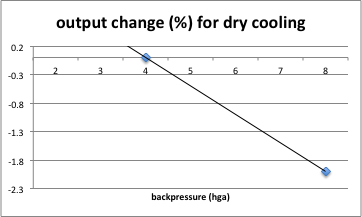 output change (%) for dry cooling
0.2
2 3 4 5 6 7 8
-0.3
-0.8
-1.3
-1.8
-2.3
backpressure (hga)